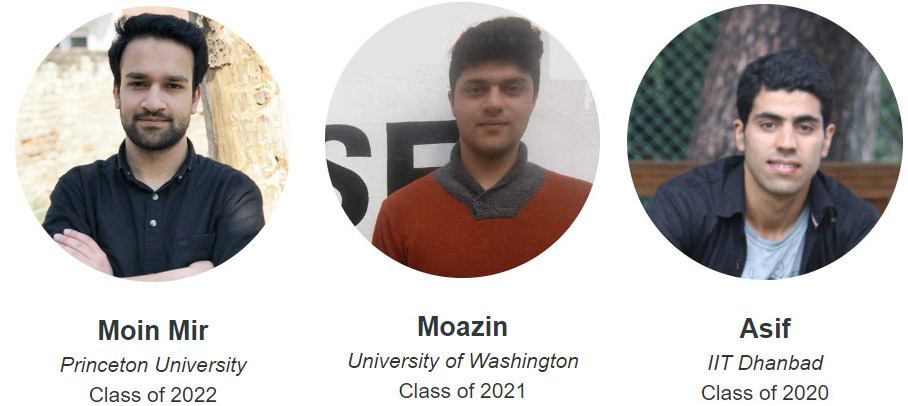 SE
Moin Mir
Princeton University
Class of 2022
Moazin
University of Washington
Class of 2021
Asif
IIT Dhanbad
Class of 2020